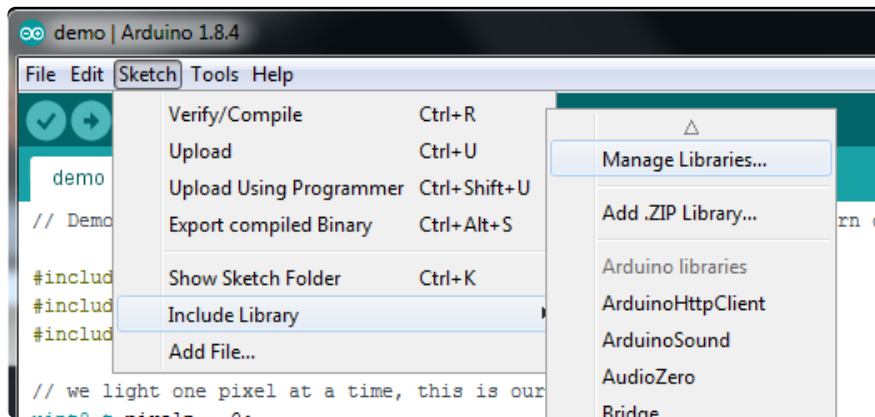 demo | Arduino 1.8.4
File Edit Sketch Tools Help
Verify/Compile Ctrl+R
Upload Ctrl+U
Upload Using Programmer Ctrl+Shift+U
Export compiled Binary Ctrl+Alt+S
Show Sketch Folder Ctrl+K
Include Library
Add File...
Manage Libraries...
Add .ZIP Library...
Arduino libraries
ArduinoHttpClient
ArduinoSound
AudioZero
Bridge
demo
// Demo
#includ
#includ
#includ
// we light one pixel at a time, this is our